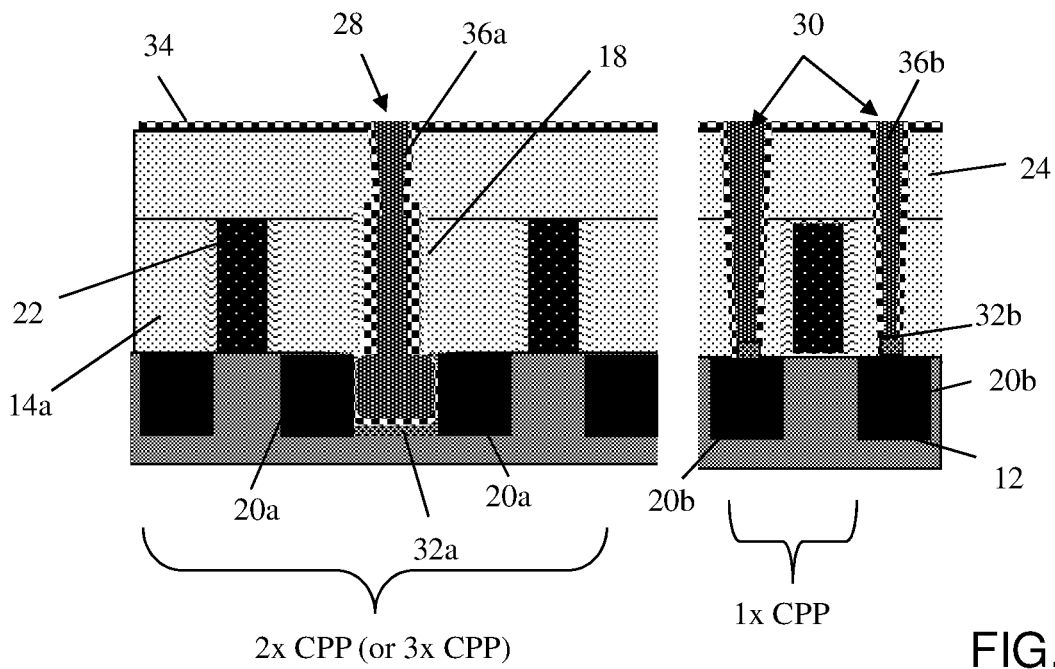 28
36a
30
34
18
36b
24
22
32b
14a
20b
20a
20a
20b
12
32a
2x CPP (or 3x CPP)
1x CPP
FIG.